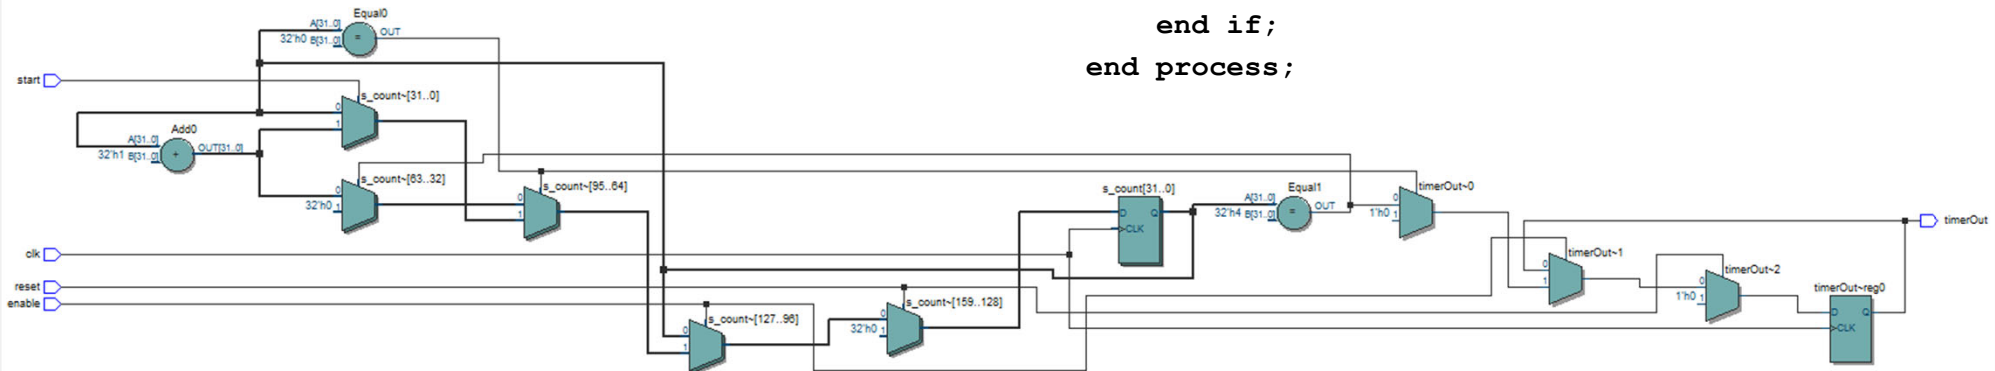 end if;
end process;
Equal0
A[31..0]
32'h0 B[31..0]
OUT
start
s_count~[31..0]
0
1
Add0
A[31..0]
32'h1 B[31..0]
OUT[31..0]
s_count~[63..32]
0
32'h0 1
s_count~[95..64]
0
1
s_count[31..0]
D Q
CLK
Equal1
A[31..0]
32'h4 B[31..0]
OUT
timerOut~0
0
1'h0 1
timerOut
clk
timerOut~1
0
1
timerOut~2
0
1'h0 1
timerOut~reg0
D Q
CLK
reset
enable
s_count~[127..96]
0
1
s_count~[159..128]
0
32'h0 1